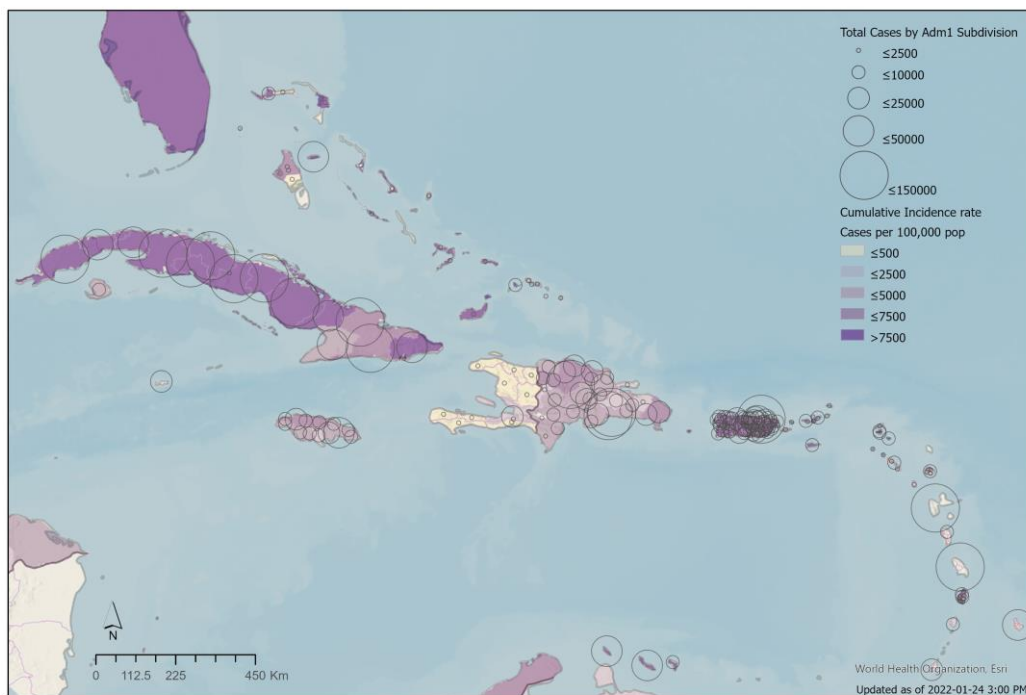 Total Cases by Adm1 Subdivision
≤2500
≤10000
≤25000
≤50000
≤150000
Cumulative Incidence rate
Cases per 100,000 pop
≤500
≤2500
≤5000
≤7500
>7500
N
0 112.5 225 450 Km
World Health Organization, Esri
Updated as of 2022-01-24 3:00 PM